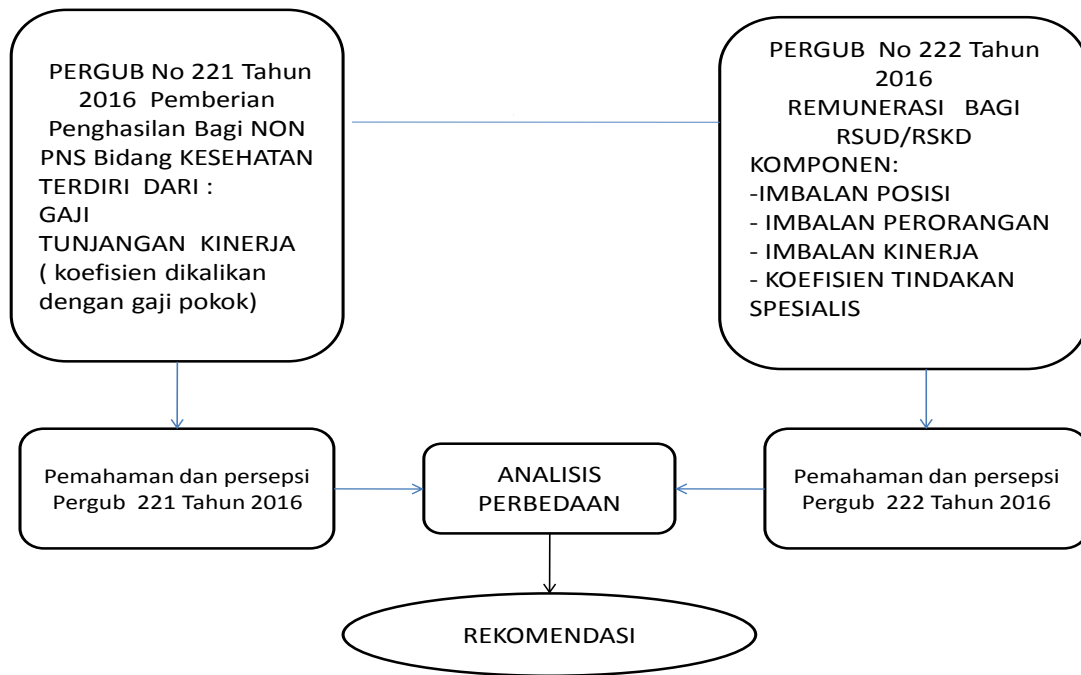 PERGUB No 221 Tahun
2016 Pemberian
Penghasilan Bagi NON
PNS Bidang KESEHATAN
TERDIRI DARI :
GAJI
TUNJANGAN KINERJA
( koefisien dikalikan
dengan gaji pokok)
PERGUB No 222 Tahun
2016
REMUNERASI BAGI
RSUD/RSKD
KOMPONEN:
-IMBALAN POSISI
- IMBALAN PERORANGAN
- IMBALAN KINERJA
- KOEFISIEN TINDAKAN
SPESIALIS
Pemahaman dan persepsi
Pergub 221 Tahun 2016
ANALISIS
PERBEDAAN
Pemahaman dan persepsi
Pergub 222 Tahun 2016
REKOMENDASI